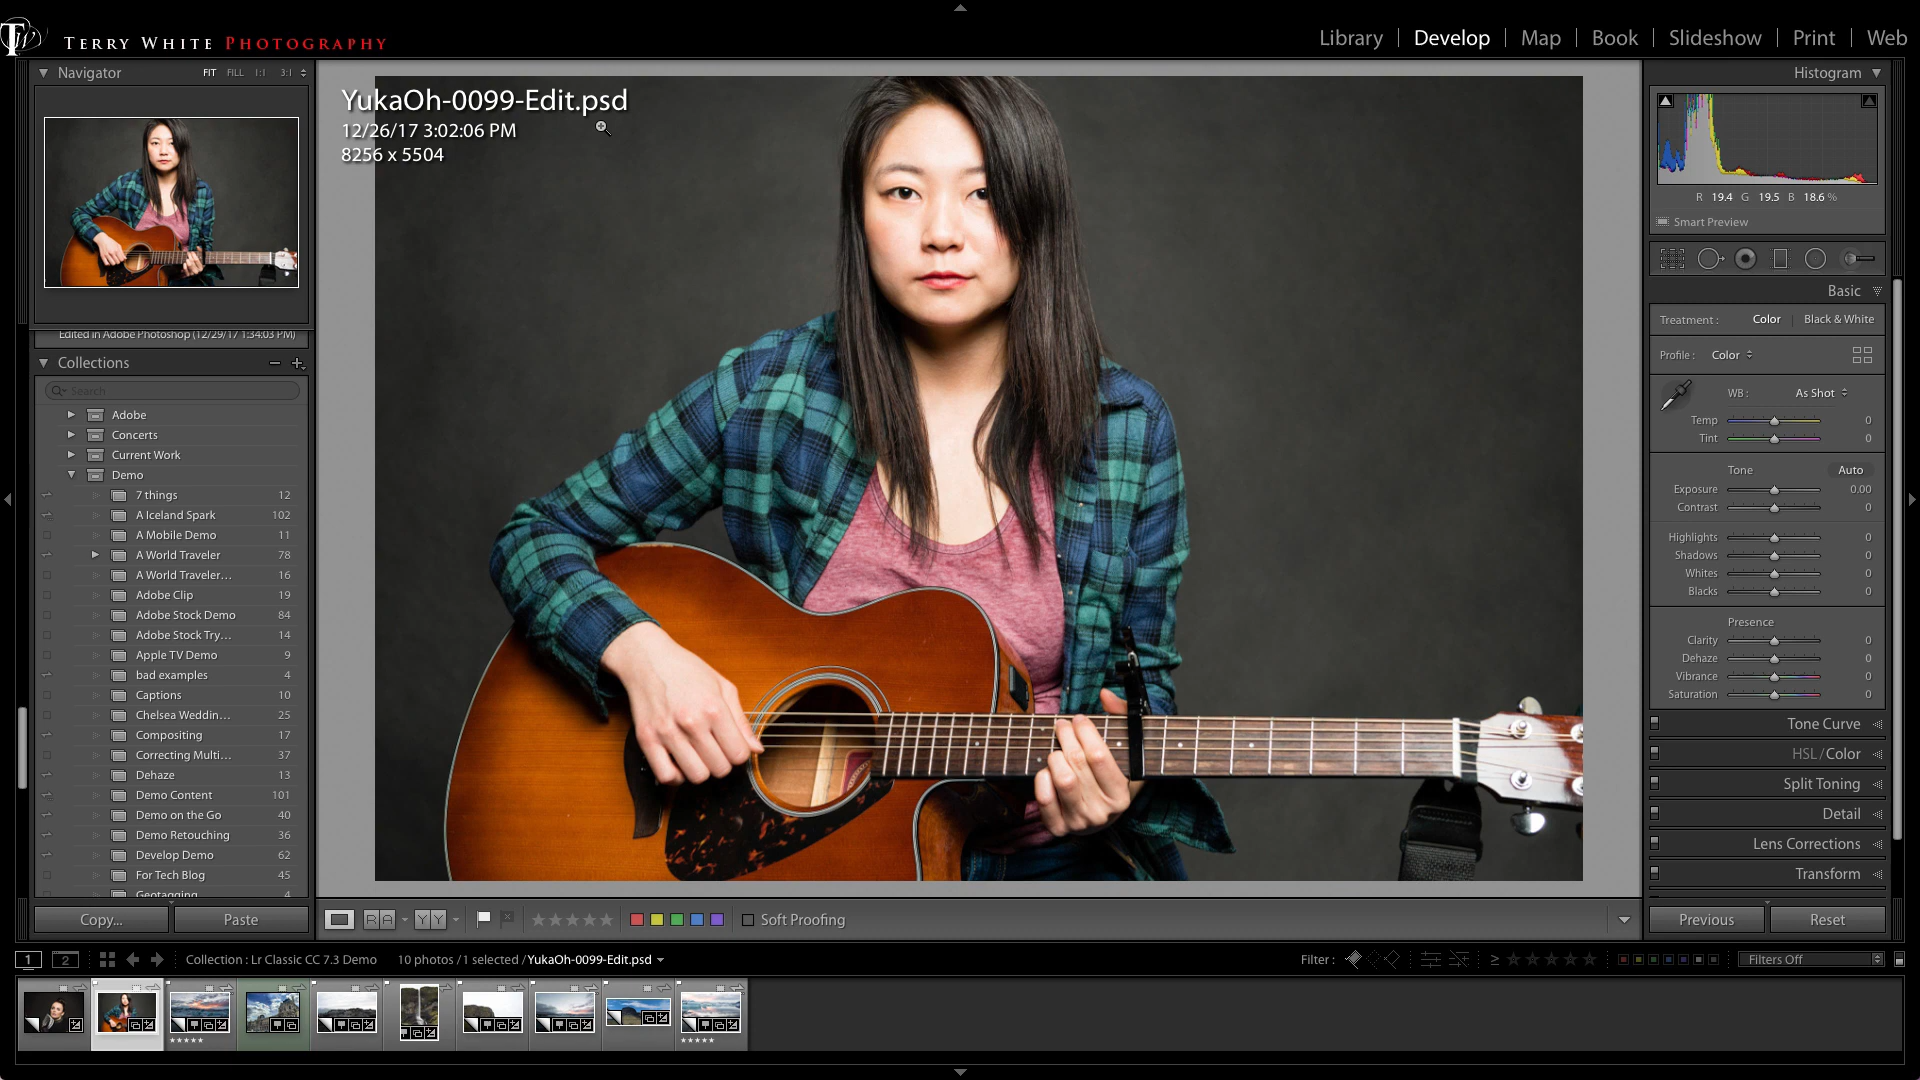 TERRY WHITE PHOTOGRAPHY
Library | Develop | Map | Book | Slideshow | Print | Web
Navigator FIT FILL 1:1 3:1
Edited in Adobe Photoshop (12/29/17 1:34:03 PM)
Collections
Search
Adobe
Concerts
Current Work
Demo
7 things 12
A Iceland Spark 102
A Mobile Demo 11
A World Traveler 78
A World Traveler... 16
Adobe Clip 19
Adobe Stock Demo 84
Adobe Stock Try... 14
Apple TV Demo 9
bad examples 4
Captions 10
Chelsea Weddin... 25
Compositing 17
Correcting Multi... 37
Dehaze 13
Demo Content 101
Demo on the Go 40
Demo Retouching 36
Develop Demo 62
For Tech Blog 45
Geotagging 4
Copy... Paste
YukaOh-0099-Edit.psd
12/26/17 3:02:06 PM
8256 x 5504
Soft Proofing
Histogram
R 19.4 G 19.5 B 18.6 %
Smart Preview
Basic
Treatment : Color | Black & White
Profile : Color
WB : As Shot
Temp 0
Tint 0
Tone Auto
Exposure 0.00
Contrast 0
Highlights 0
Shadows 0
Whites 0
Blacks 0
Presence
Clarity 0
Dehaze 0
Vibrance 0
Saturation 0
Tone Curve
HSL / Color
Split Toning
Detail
Lens Corrections
Transform
Previous Reset
1 2 Collection : Lr Classic CC 7.3 Demo 10 photos / 1 selected / YukaOh-0099-Edit.psd Filter : ≥ Filters Off